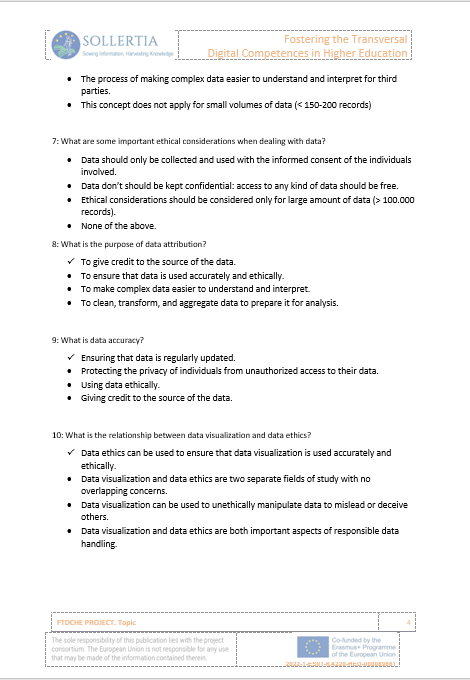 SOLLERTIA
Sowing Information, Harvesting Knowledge
Fostering the Transversal
Digital Competences in Higher Education
• The process of making complex data easier to understand and interpret for third
parties.
• This concept does not apply for small volumes of data (< 150-200 records)
7: What are some important ethical considerations when dealing with data?
• Data should only be collected and used with the informed consent of the individuals
involved.
• Data don't should be kept confidential: access to any kind of data should be free.
• Ethical considerations should be considered only for large amount of data (> 100.000
records).
• None of the above.
8: What is the purpose of data attribution?
✓ To give credit to the source of the data.
• To ensure that data is used accurately and ethically.
• To make complex data easier to understand and interpret.
• To clean, transform, and aggregate data to prepare it for analysis.
9: What is data accuracy?
✓ Ensuring that data is regularly updated.
• Protecting the privacy of individuals from unauthorized access to their data.
• Using data ethically.
• Giving credit to the source of the data.
10: What is the relationship between data visualization and data ethics?
✓ Data ethics can be used to ensure that data visualization is used accurately and
ethically.
• Data visualization and data ethics are two separate fields of study with no
overlapping concerns.
• Data visualization can be used to unethically manipulate data to mislead or deceive
others.
• Data visualization and data ethics are both important aspects of responsible data
handling.
FTDCHE PROJECT. Topic
4
The sole responsibility of this publication lies with the project
consortium. The European Union is not responsible for any use
that may be made of the information contained therein.
Co-funded by the
Erasmus+ Programme
of the European Union